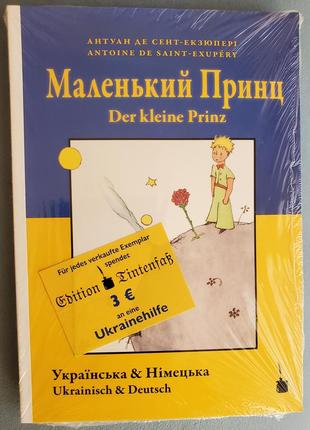 АНТУАН ДЕ СЕНТ-ЕКЗЮПЕРІ
ANTOINE DE SAINT-EXUPÉRY
Маленький Принц
Der kleine Prinz
Für jedes verkaufte Exemplar
spendet
Edition Tintenfaß
3 €
an eine
Ukrainehilfe
Українська & Німецька
Ukrainisch & Deutsch